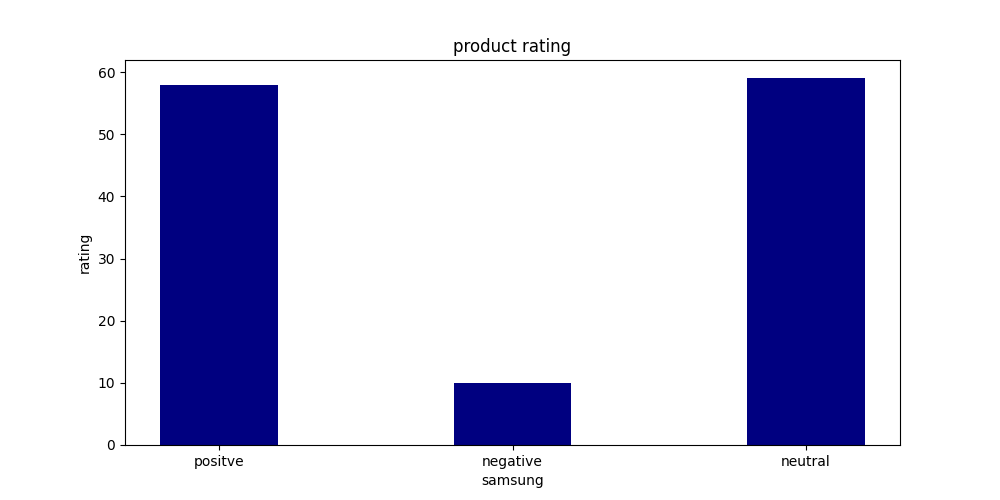 product rating
60
50
40
30
20
10
0
rating
positve
negative
neutral
samsung